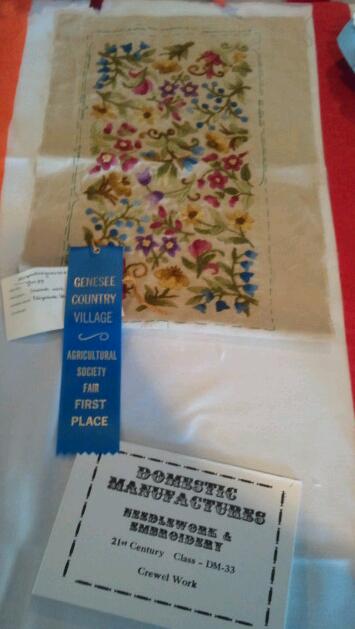 GENESEE
COUNTRY
VILLAGE
AGRICULTURAL
SOCIETY
FAIR
FIRST
PLACE
DOMESTIC
MANUFACTURES
NEEDLEWORK &
EMBROIDERY
21st Century Class - DM-33
Crewel Work